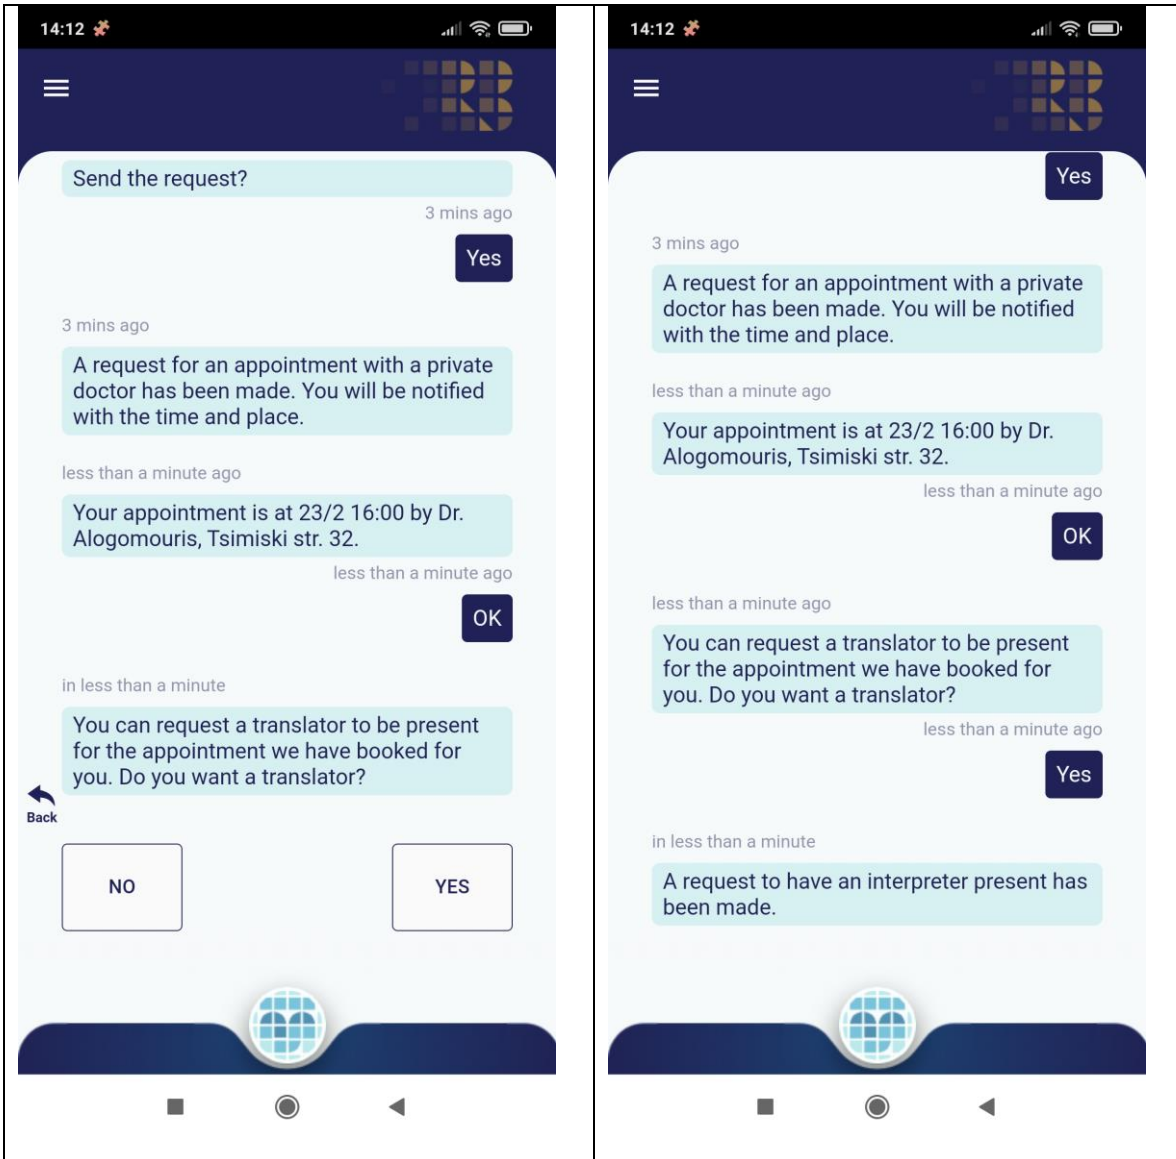 14:12
Send the request?
3 mins ago
Yes
3 mins ago
A request for an appointment with a private
doctor has been made. You will be notified
with the time and place.
less than a minute ago
Your appointment is at 23/2 16:00 by Dr.
Alogomouris, Tsimiski str. 32.
less than a minute ago
OK
in less than a minute
You can request a translator to be present
for the appointment we have booked for
you. Do you want a translator?
Back
NO
YES
14:12
Yes
3 mins ago
A request for an appointment with a private
doctor has been made. You will be notified
with the time and place.
less than a minute ago
Your appointment is at 23/2 16:00 by Dr.
Alogomouris, Tsimiski str. 32.
less than a minute ago
OK
less than a minute ago
You can request a translator to be present
for the appointment we have booked for
you. Do you want a translator?
less than a minute ago
Yes
in less than a minute
A request to have an interpreter present has
been made.